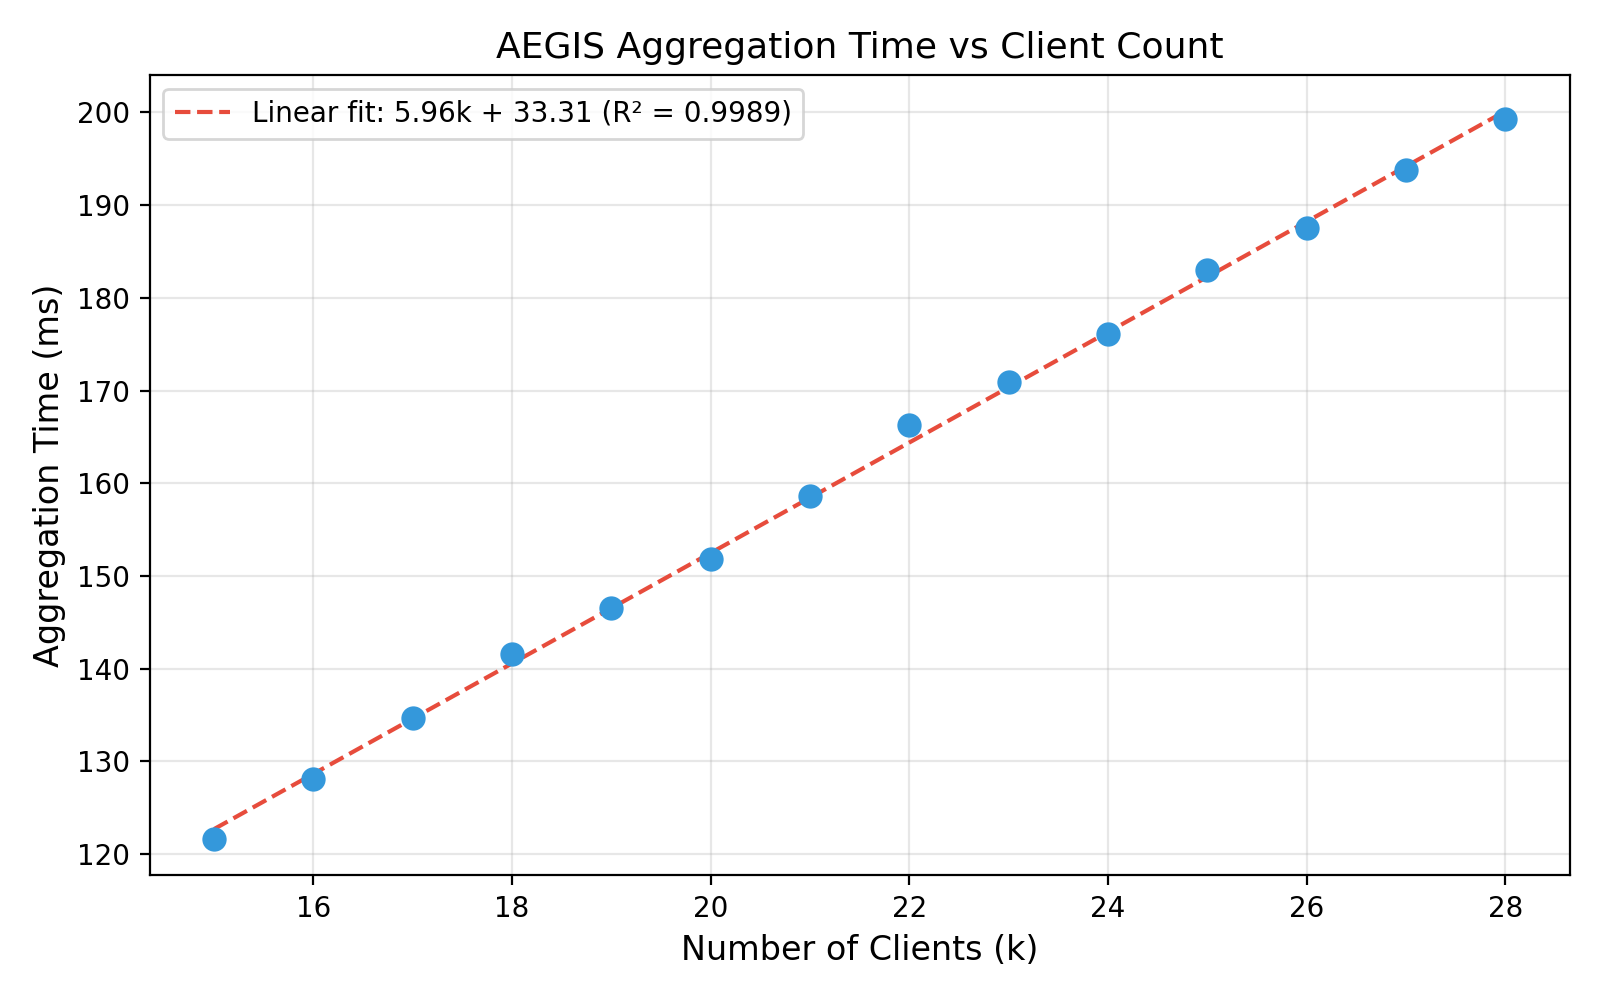 AEGIS Aggregation Time vs Client Count
Linear fit: 5.96k + 33.31 (R² = 0.9989)
Aggregation Time (ms)
200
190
180
170
160
150
140
130
120
16 18 20 22 24 26 28
Number of Clients (k)